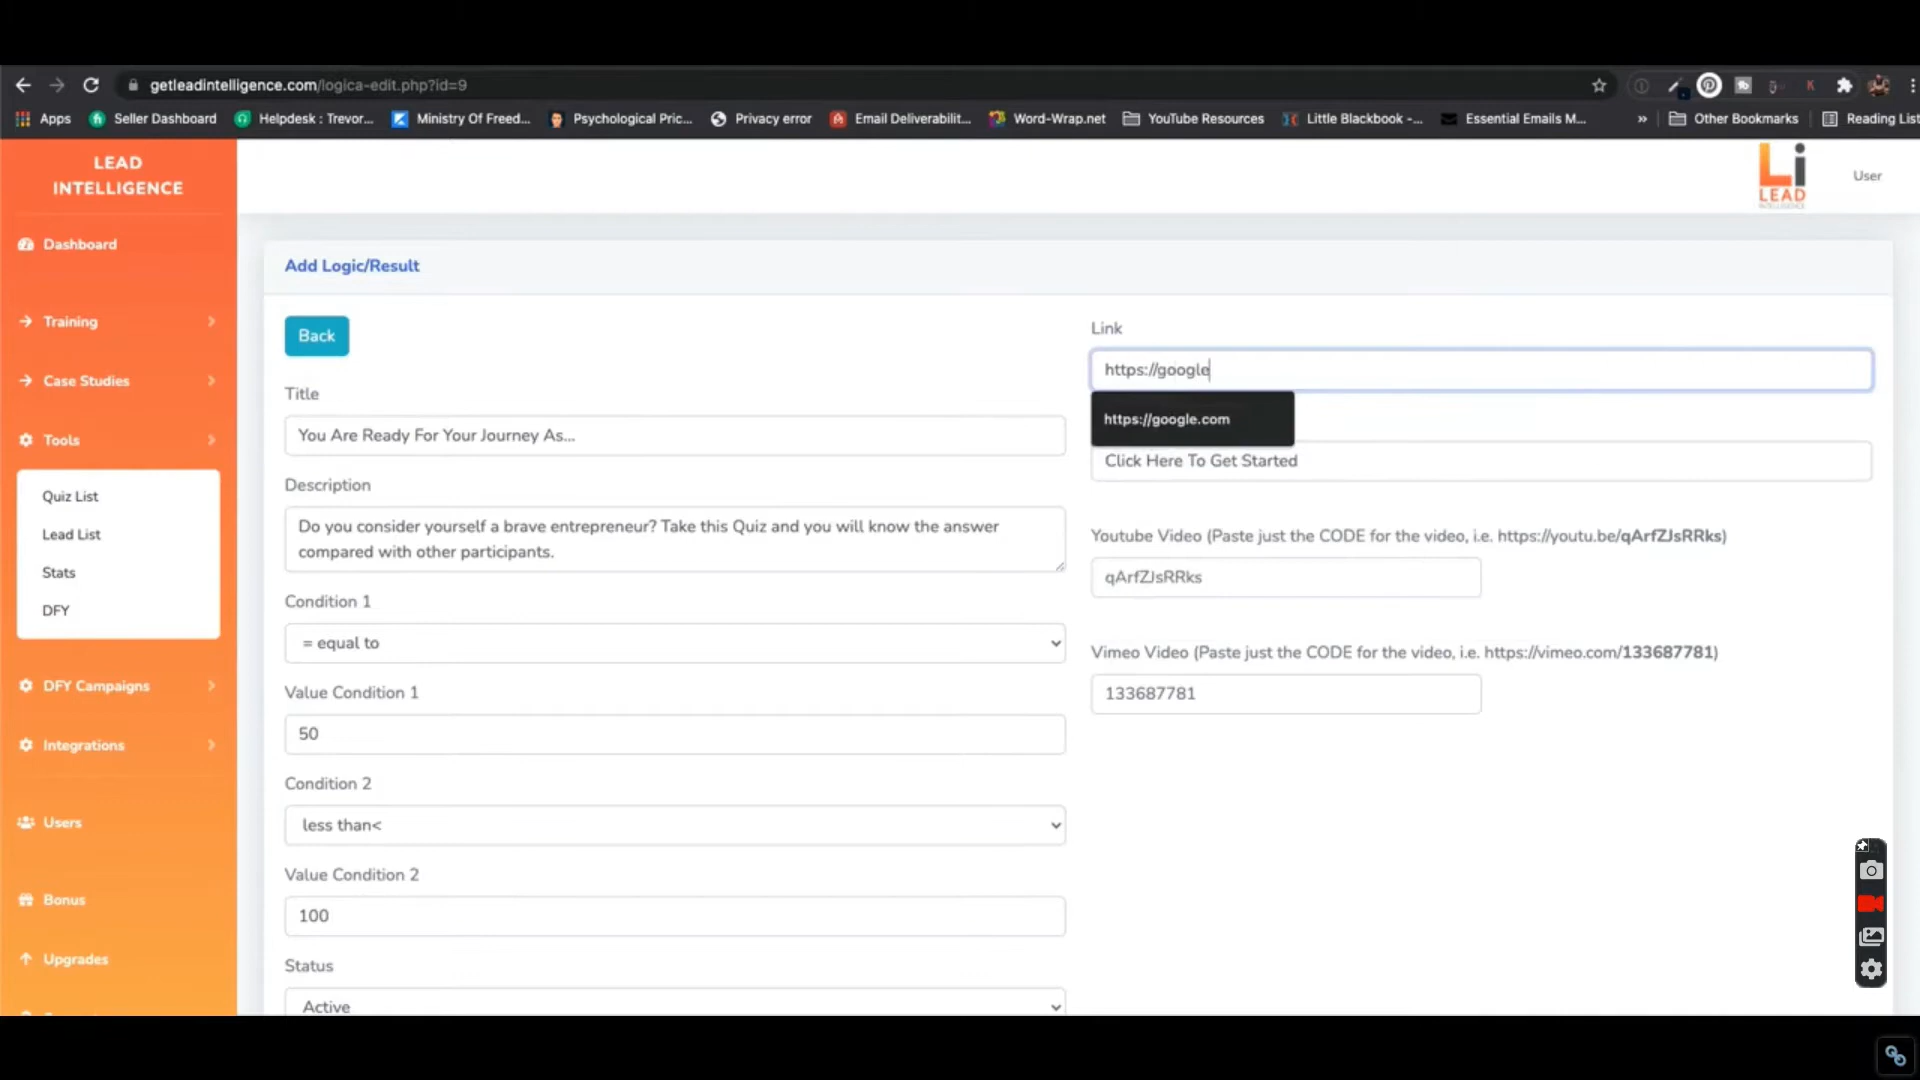 getleadintelligence.com/logica-edit.php?id=9
Apps
Seller Dashboard
Helpdesk : Trevor...
Ministry Of Freed...
Psychological Pric...
Privacy error
Email Deliverabilit...
Word-Wrap.net
YouTube Resources
Little Blackbook -...
Essential Emails M...
»
Other Bookmarks
Reading List
LEAD
INTELLIGENCE
Dashboard
Training
Case Studies
Tools
Quiz List
Lead List
Stats
DFY
DFY Campaigns
Integrations
Users
Bonus
Upgrades
Li
LEAD
INTELLIGENCE
User
Add Logic/Result
Back
Title
You Are Ready For Your Journey As...
Description
Do you consider yourself a brave entrepreneur? Take this Quiz and you will know the answer
compared with other participants.
Condition 1
= equal to
Value Condition 1
50
Condition 2
less than<
Value Condition 2
100
Status
Active
Link
https://google
https://google.com
Click Here To Get Started
Youtube Video (Paste just the CODE for the video, i.e. https://youtu.be/qArfZJsRRks)
qArfZJsRRks
Vimeo Video (Paste just the CODE for the video, i.e. https://vimeo.com/133687781)
133687781